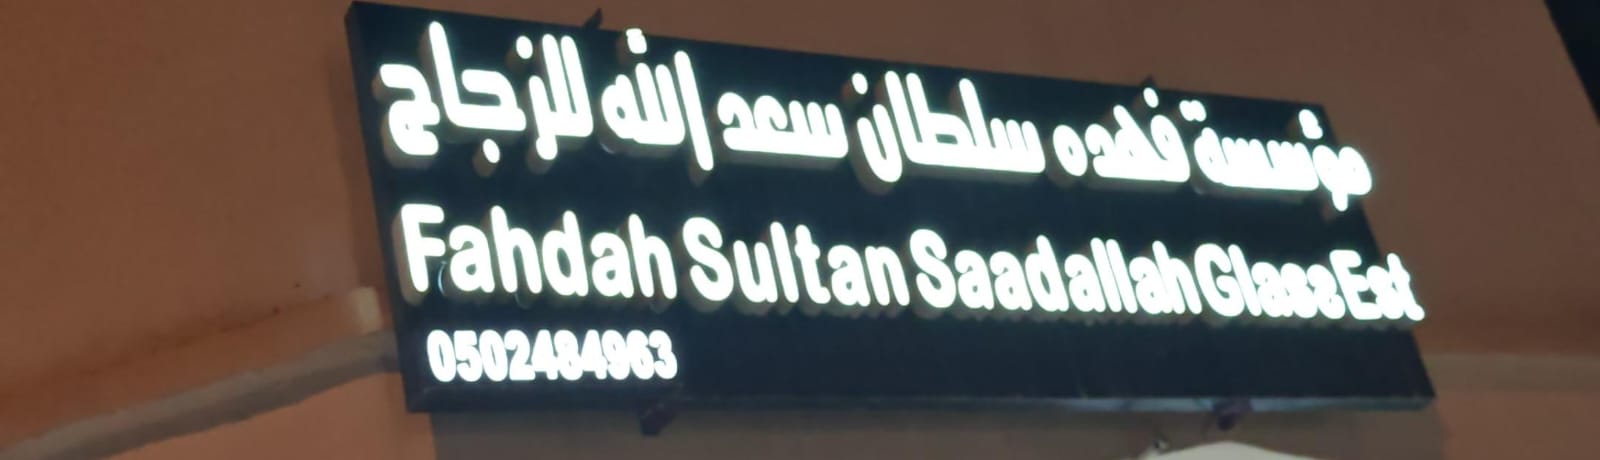 مؤسسة فهده سلطان سعد الله للزجاج
Fahdah Sultan Saadallah Glass Est
0502484963